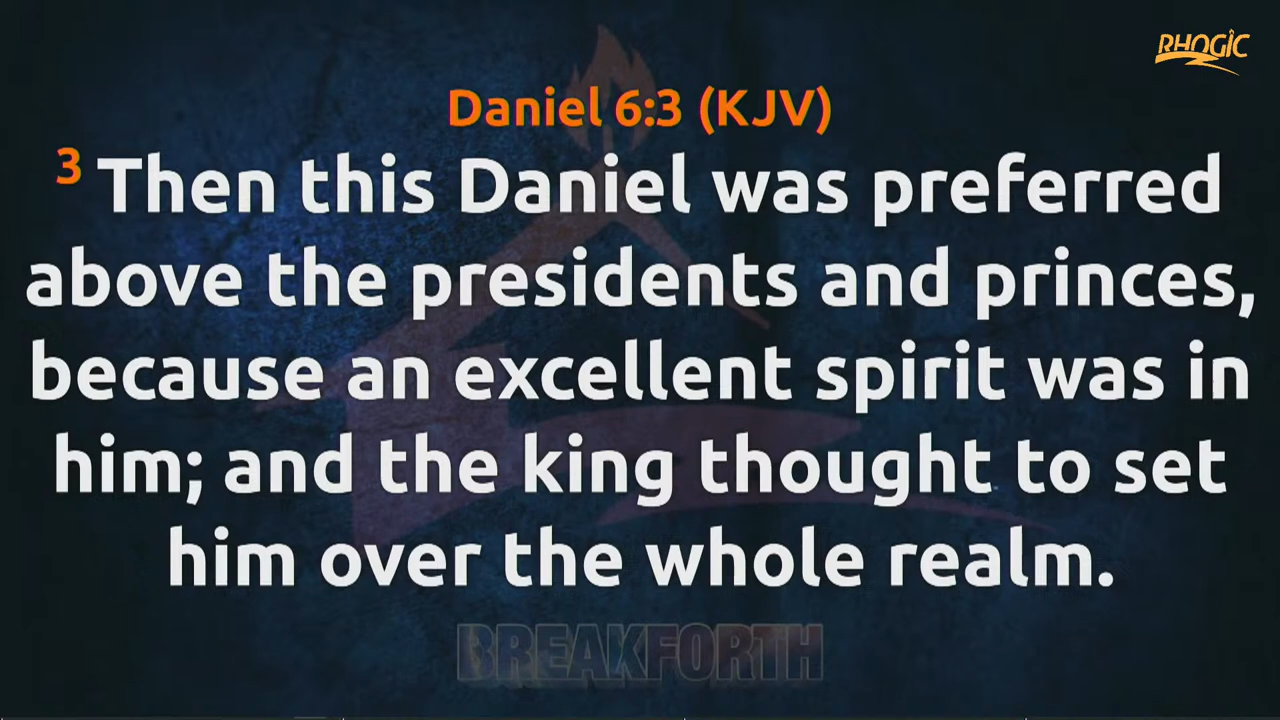 RHOGIC
Daniel 6:3 (KJV)
3 Then this Daniel was preferred
above the presidents and princes,
because an excellent spirit was in
him; and the king thought to set
him over the whole realm.
BREAKFORTH